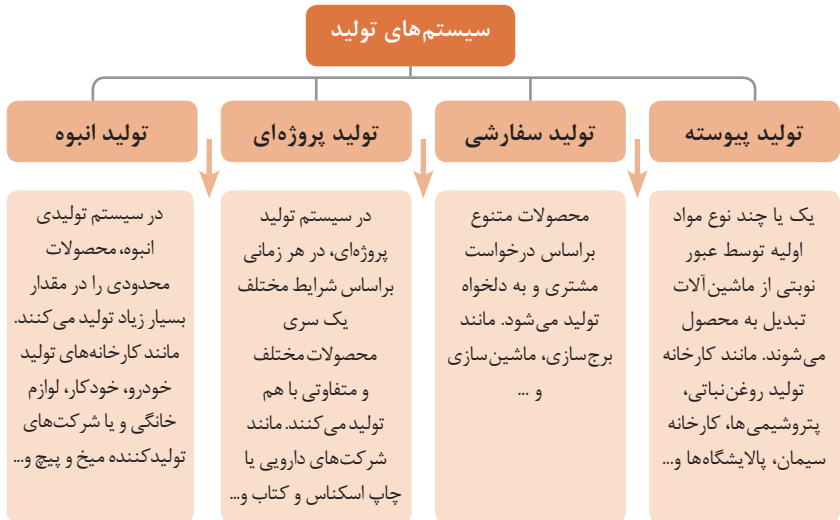 سیستم‌های تولید
تولید پیوسته
یک یا چند نوع مواد
اولیه توسط عبور
نوبتی از ماشین‌آلات
تبدیل به محصول
می‌شوند. مانند کارخانه
تولید روغن‌نباتی،
پتروشیمی‌ها، کارخانه
سیمان، پالایشگاه‌ها و...
تولید سفارشی
محصولات متنوع
براساس درخواست
مشتری و به دلخواه
تولید می‌شود. مانند
برج‌سازی، ماشین‌سازی
و ...
تولید پروژه‌ای
در سیستم تولید
پروژه‌ای، در هر زمانی
براساس شرایط مختلف
یک سری
محصولات مختلف
و متفاوتی با هم
تولید می‌کنند. مانند
شرکت‌های دارویی یا
چاپ اسکناس و کتاب و...
تولید انبوه
در سیستم تولیدی
انبوه، محصولات
محدودی را در مقدار
بسیار زیاد تولید می‌کنند.
مانند کارخانه‌های تولید
خودرو، خودکار، لوازم
خانگی و یا شرکت‌های
تولیدکننده میخ و پیچ و...